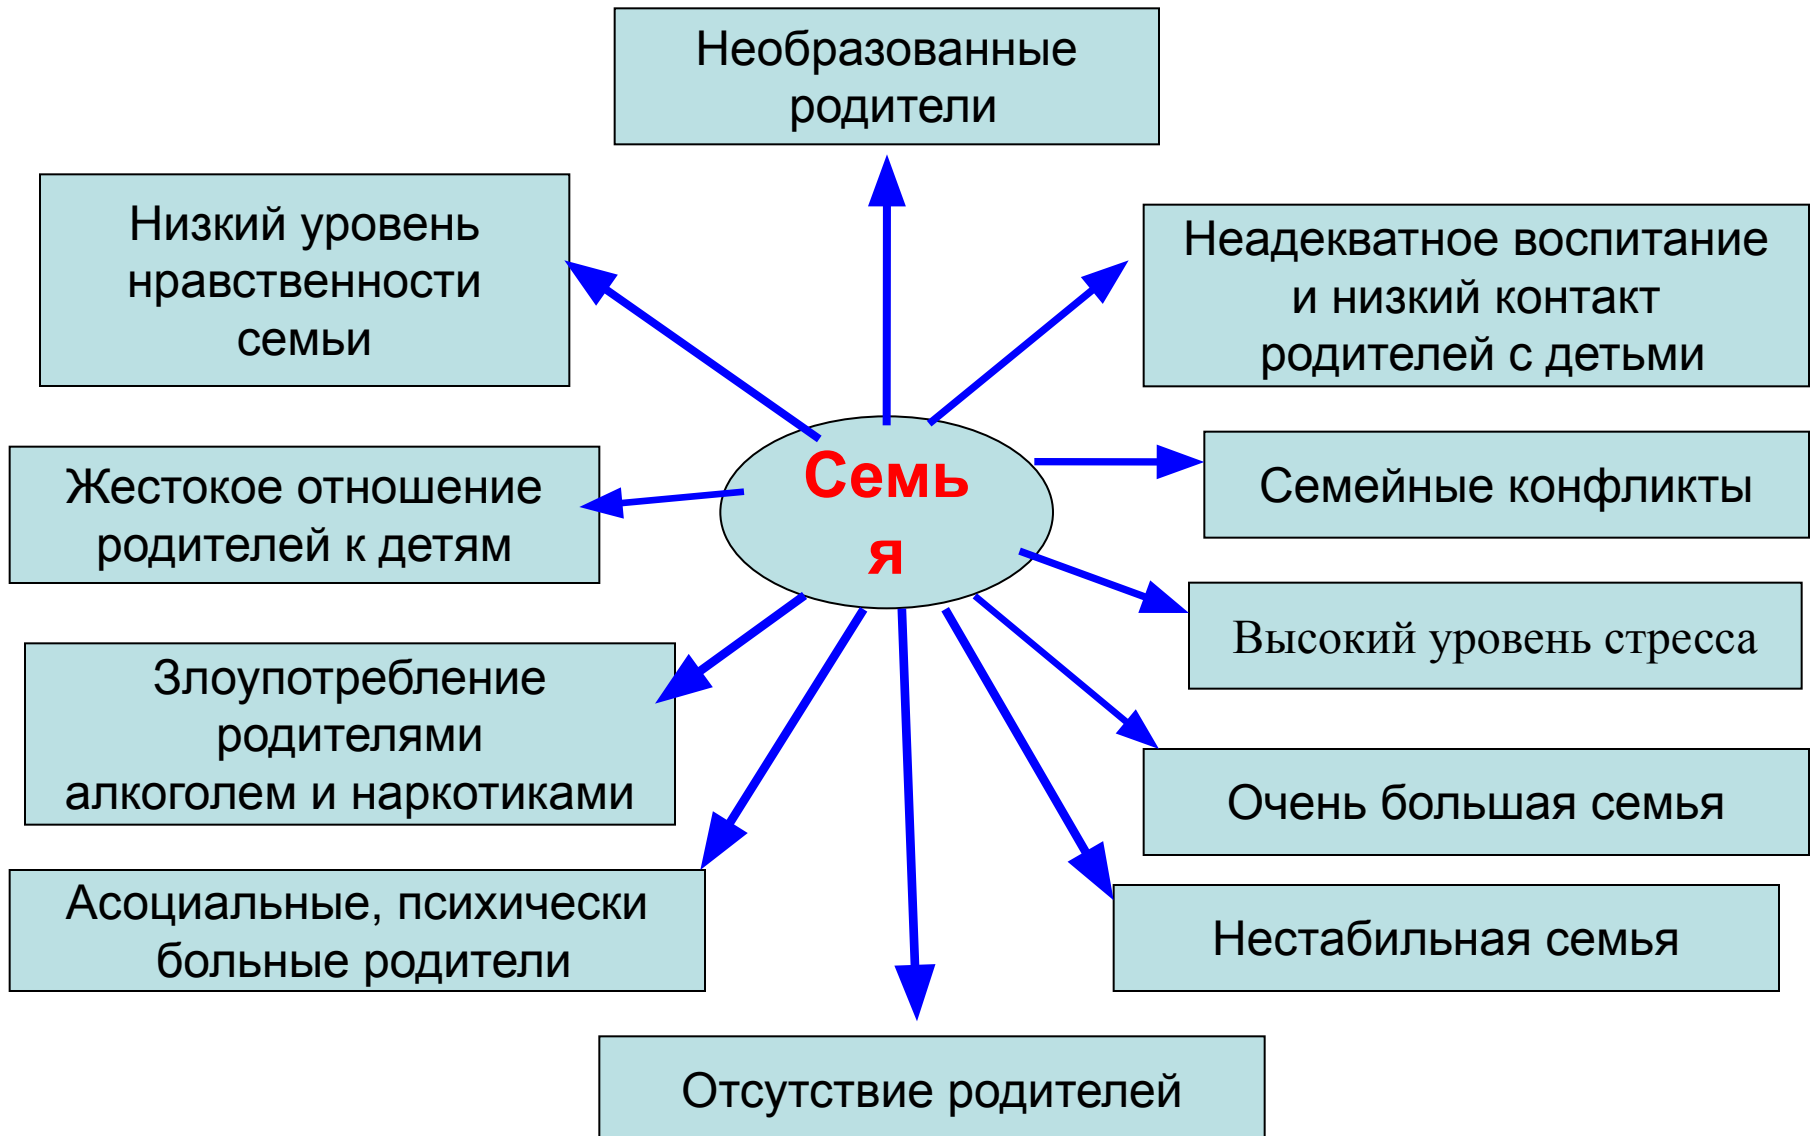 Необразованные
родители
Низкий уровень
нравственности
семьи
Неадекватное воспитание
и низкий контакт
родителей с детьми
Семь
я
Жестокое отношение
родителей к детям
Семейные конфликты
Высокий уровень стресса
Злоупотребление
родителями
алкоголем и наркотиками
Очень большая семья
Асоциальные, психически
больные родители
Нестабильная семья
Отсутствие родителей